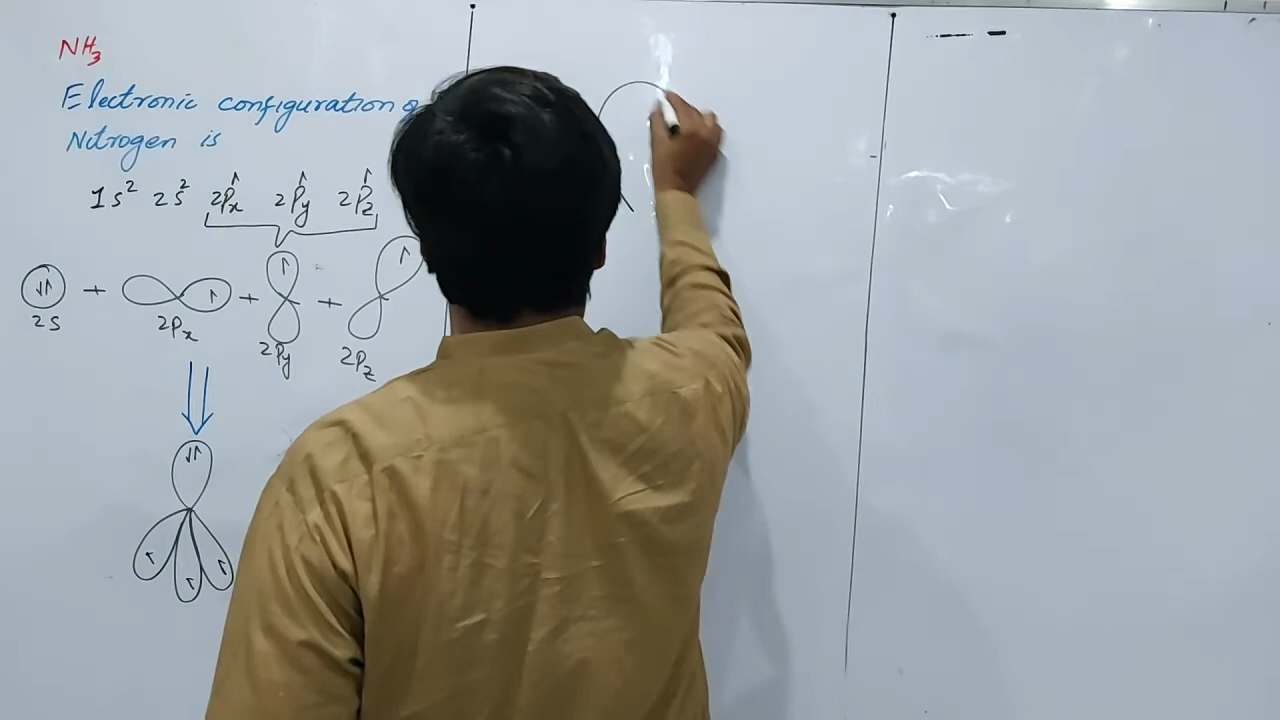 NH₃
Electronic configuration
Nitrogen is
1s² 2s² 2Px↑ 2Py↑ 2Pz↑
↓↑ + ↑ + ↑ + ↑
2s 2Px 2Py 2Pz
↓↑
↑ ↑ ↑